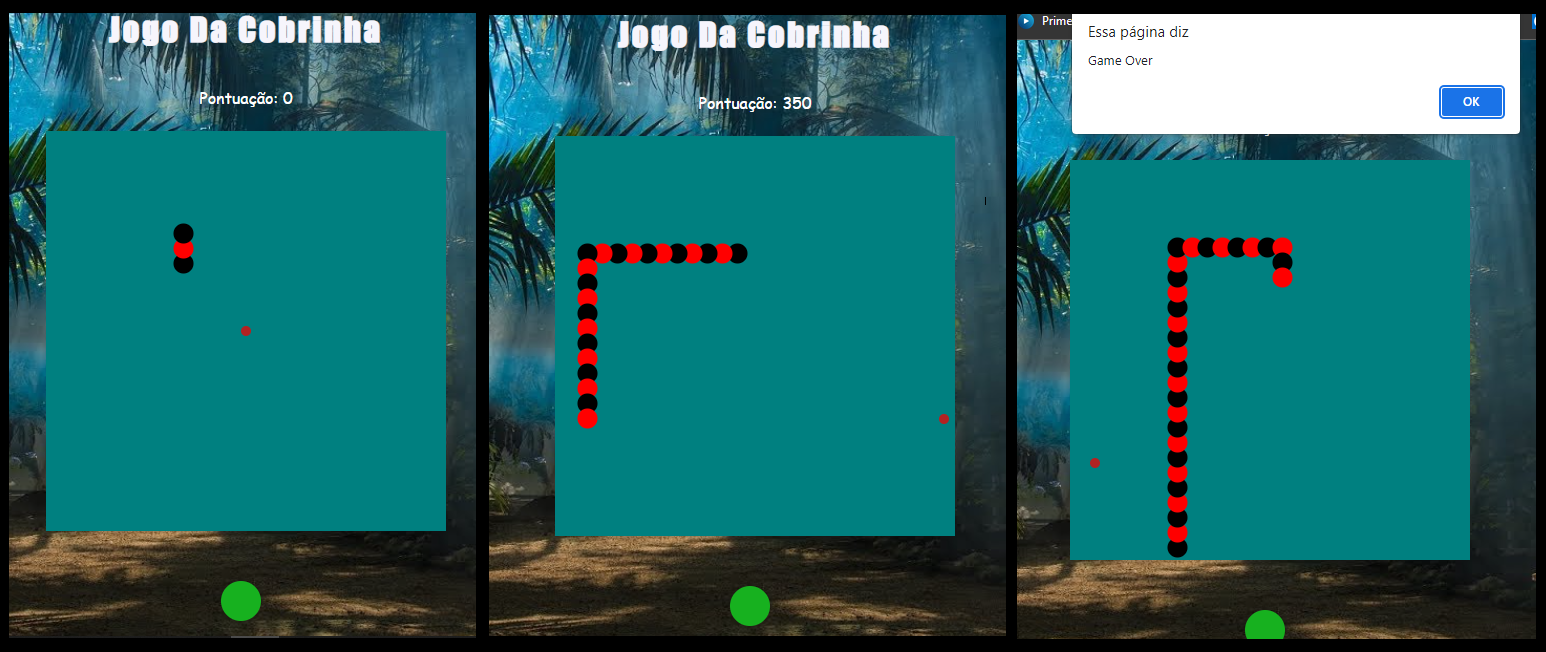 Jogo Da Cobrinha
Pontuação: 0
Jogo Da Cobrinha
Pontuação: 350
Prime
Essa página diz
Game Over
OK